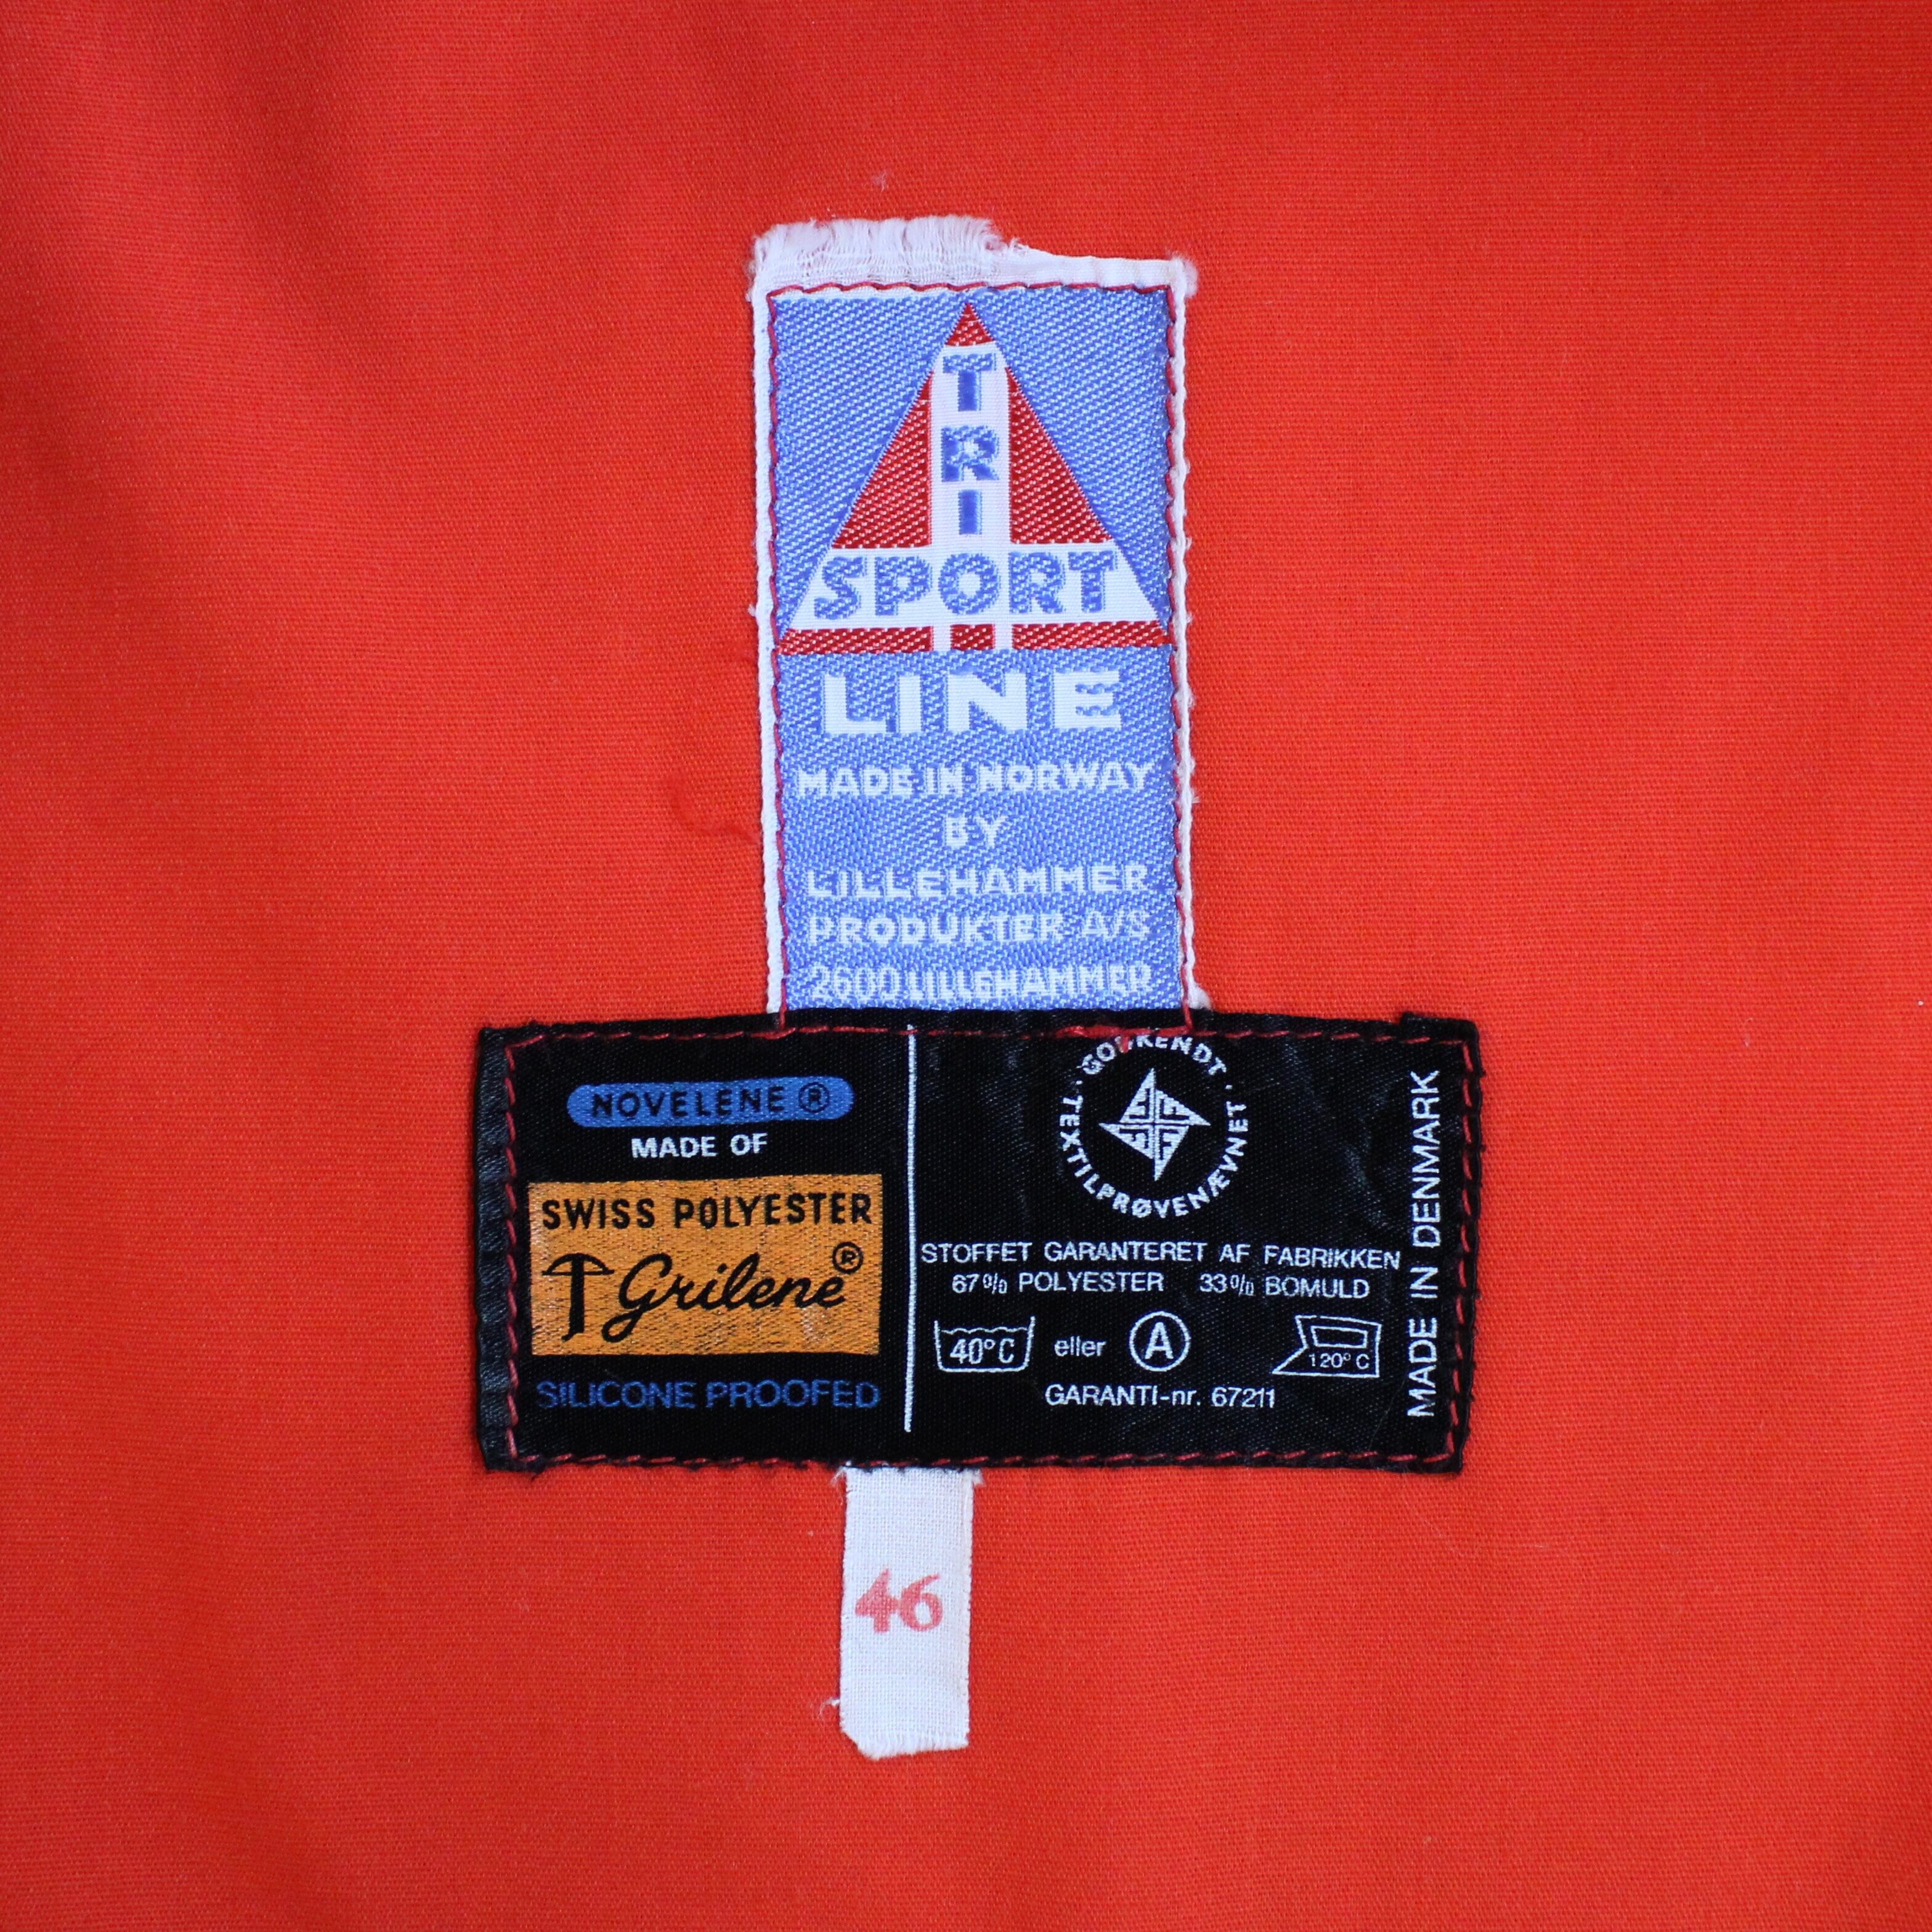 TRI
SPORT
LINE
MADE IN NORWAY
BY
LILLEHAMMER
PRODUKTER A/S
2600 LILLEHAMMER
NOVELENE ®
MADE OF
SWISS POLYESTER
Grilene ®
SILICONE PROOFED
GODKENDT · TEXTILPRØVENÆVNET ·
STOFFET GARANTERET AF FABRIKKEN
67% POLYESTER 33% BOMULD
40°C eller A 120°C
GARANTI-nr. 67211
MADE IN DENMARK
46